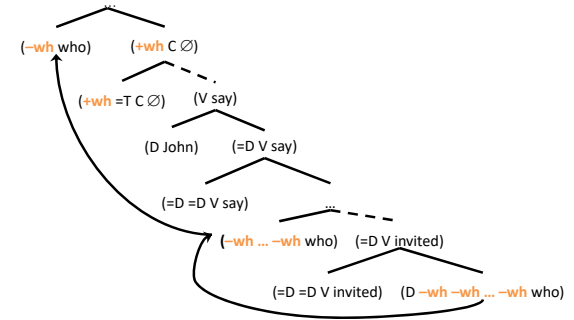 ...
(–wh who) (+wh C ∅)
(+wh =T C ∅) (V say)
(D John) (=D V say)
(=D =D V say) ...
(–wh ... –wh who) (=D V invited)
(=D =D V invited) (D –wh –wh ... –wh who)